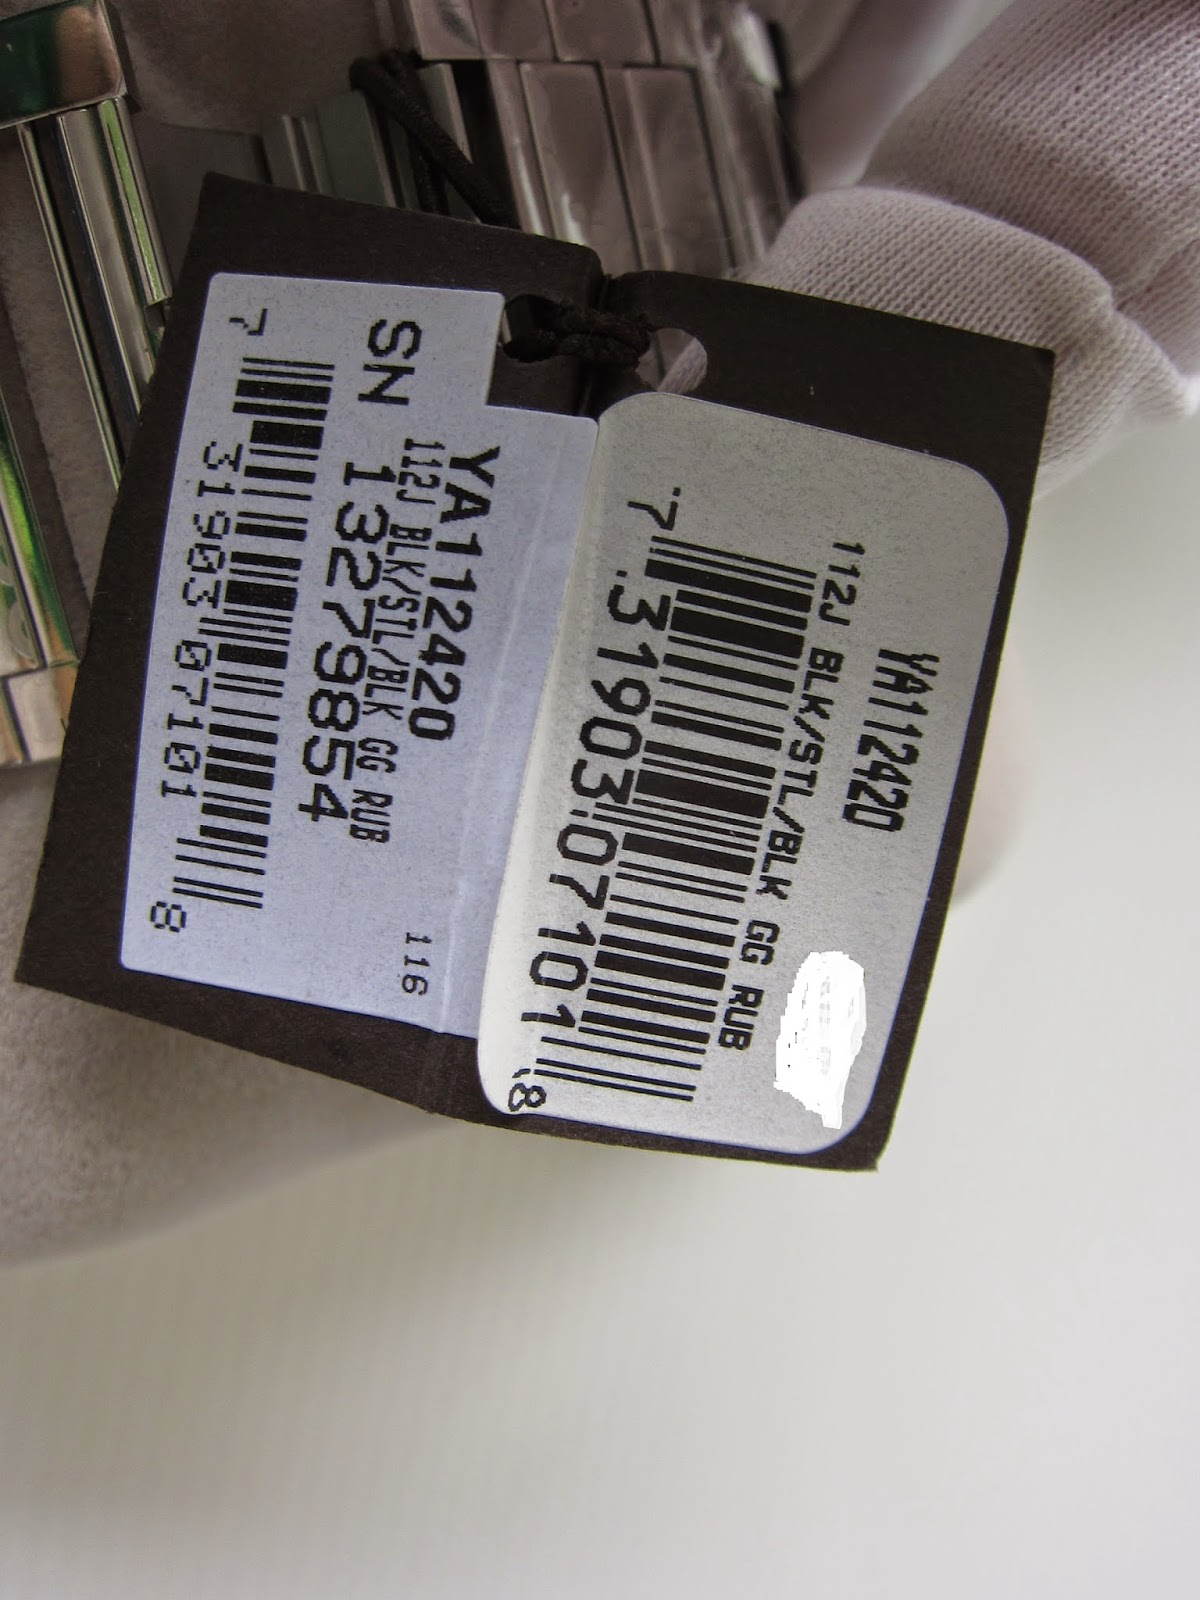 YA112420
112J BLK/STL/BLK GG RUB
SN 13279854
7 31903 07101 8
116
YA112420
112J BLK/STL/BLK GG RUB
7 31903 07101 8